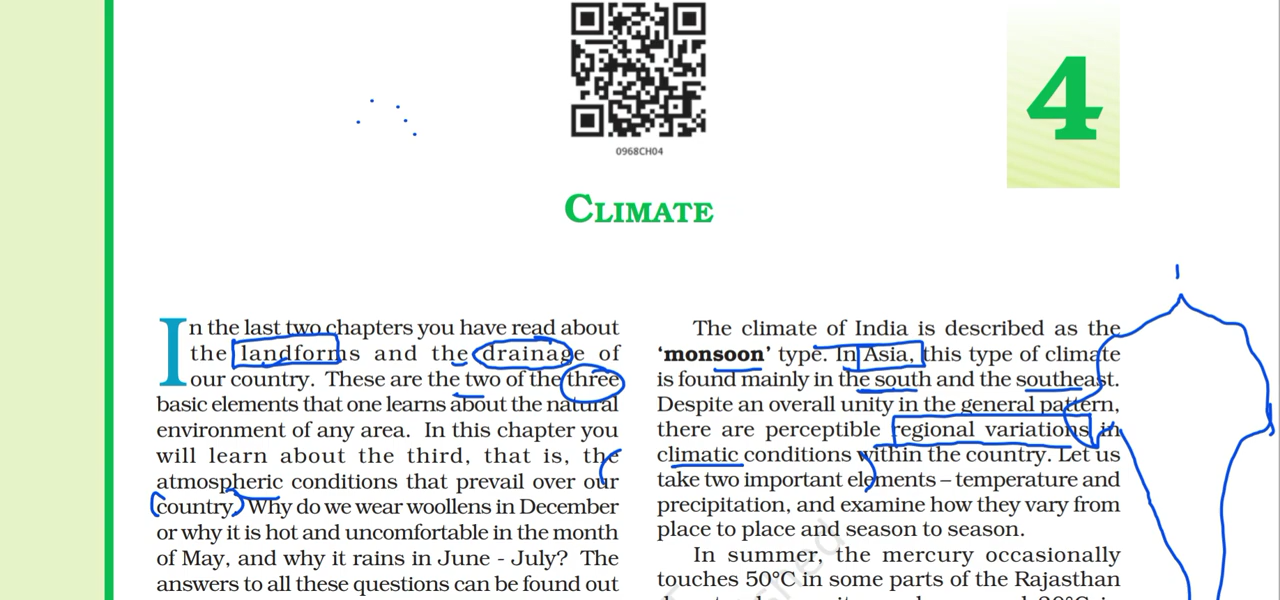 4
0968CH04
CLIMATE
In the last two chapters you have read about
the landforms and the drainage of
our country. These are the two of the three
basic elements that one learns about the natural
environment of any area. In this chapter you
will learn about the third, that is, the
atmospheric conditions that prevail over our
country. Why do we wear woollens in December
or why it is hot and uncomfortable in the month
of May, and why it rains in June - July? The
answers to all these questions can be found out
The climate of India is described as the
‘monsoon’ type. In Asia, this type of climate
is found mainly in the south and the southeast.
Despite an overall unity in the general pattern,
there are perceptible regional variations in
climatic conditions within the country. Let us
take two important elements – temperature and
precipitation, and examine how they vary from
place to place and season to season.
In summer, the mercury occasionally
touches 50°C in some parts of the Rajasthan